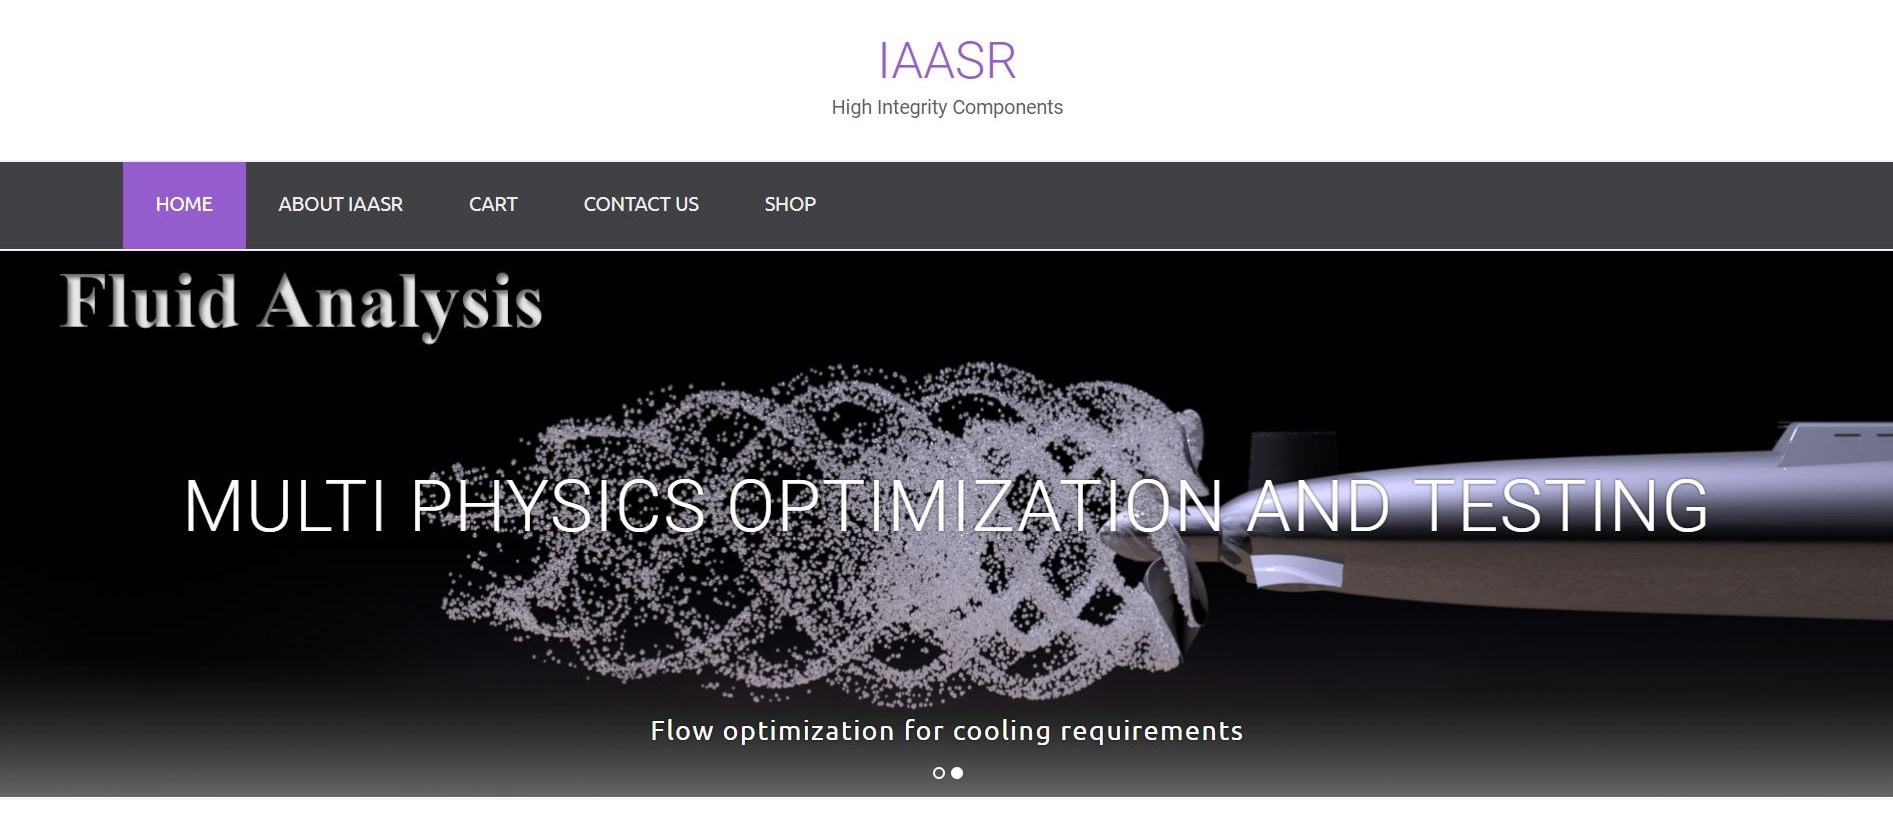 IAASR
High Integrity Components
HOME ABOUT IAASR CART CONTACT US SHOP
Fluid Analysis
MULTI PHYSICS OPTIMIZATION AND TESTING
Flow optimization for cooling requirements